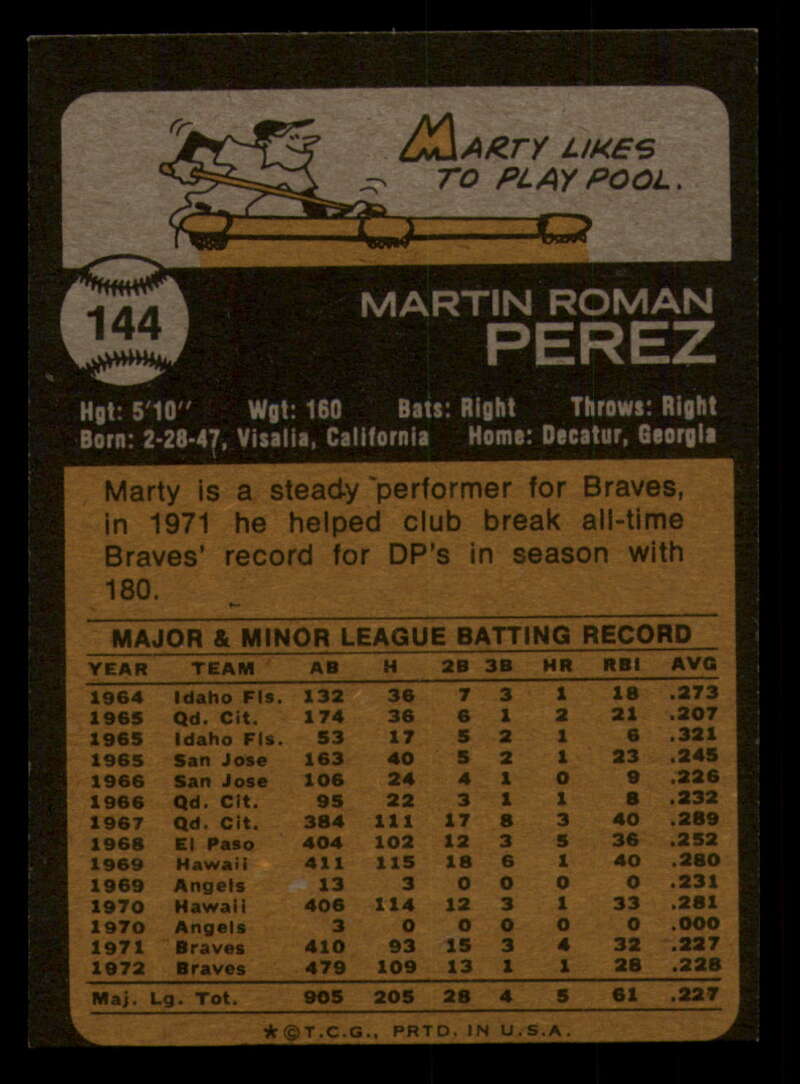 MARTY LIKES
TO PLAY POOL.
144
MARTIN ROMAN
PEREZ
Hgt: 5'10" Wgt: 160 Bats: Right Throws: Right
Born: 2-28-47, Visalia, California Home: Decatur, Georgia
Marty is a steady performer for Braves,
in 1971 he helped club break all-time
Braves' record for DP's in season with
180.
MAJOR & MINOR LEAGUE BATTING RECORD
YEAR TEAM AB H 2B 3B HR RBI AVG
1964 Idaho Fls. 132 36 7 3 1 18 .273
1965 Qd. Cit. 174 36 6 1 2 21 .207
1965 Idaho Fls. 53 17 5 2 1 6 .321
1965 San Jose 163 40 5 2 1 23 .245
1966 San Jose 106 24 4 1 0 9 .226
1966 Qd. Cit. 95 22 3 1 1 8 .232
1967 Qd. Cit. 384 111 17 8 3 40 .289
1968 El Paso 404 102 12 3 5 36 .252
1969 Hawaii 411 115 18 6 1 40 .280
1969 Angels 13 3 0 0 0 0 .231
1970 Hawaii 406 114 12 3 1 33 .281
1970 Angels 3 0 0 0 0 0 .000
1971 Braves 410 93 15 3 4 32 .227
1972 Braves 479 109 13 1 1 28 .228
Maj. Lg. Tot. 905 205 28 4 5 61 .227
*©T.C.G., PRTD. IN U.S.A.